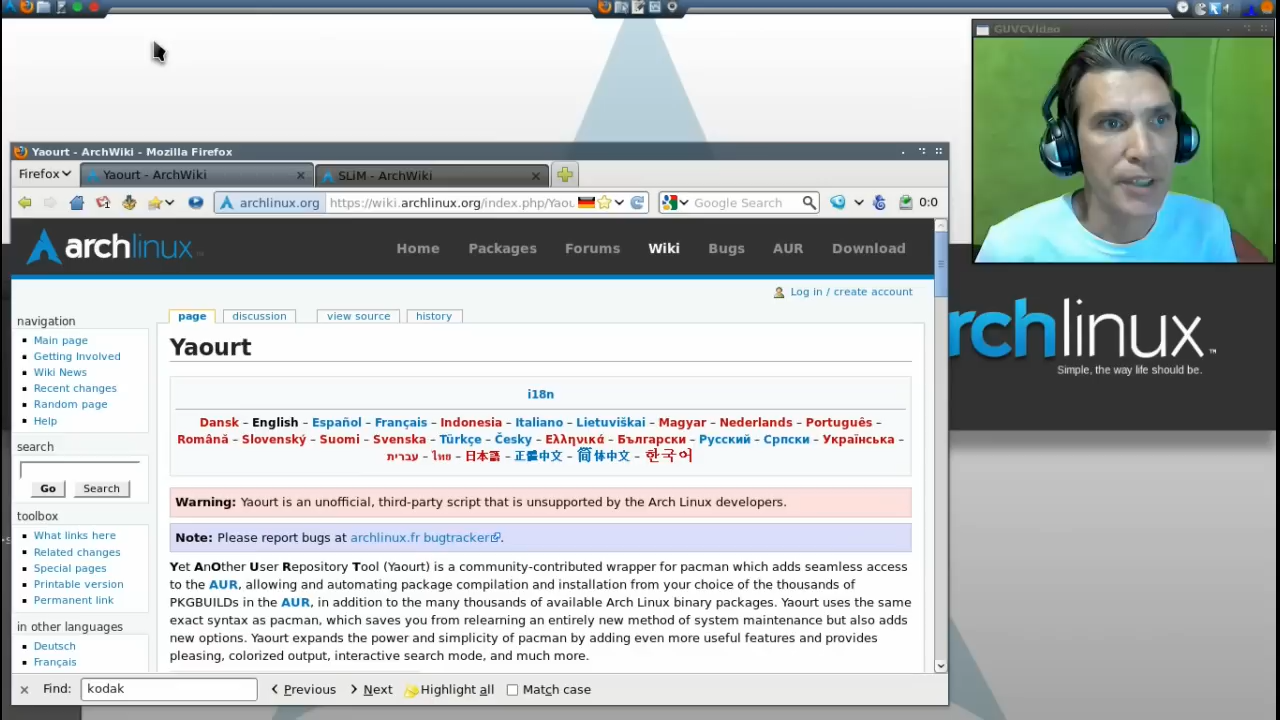 GUVCVideo
Yaourt - ArchWiki - Mozilla Firefox
Firefox
Yaourt - ArchWiki
SLiM - ArchWiki
archlinux.org
https://wiki.archlinux.org/index.php/Yaou
Google Search
0:0
archlinux
Home Packages Forums Wiki Bugs AUR Download
Log in / create account
page discussion view source history
navigation
Main page
Getting Involved
Wiki News
Recent changes
Random page
Help
search
Go Search
toolbox
What links here
Related changes
Special pages
Printable version
Permanent link
in other languages
Deutsch
Français
Yaourt
i18n
Dansk – English – Español – Français – Indonesia – Italiano – Lietuviškai – Magyar – Nederlands – Português –
Română – Slovenský – Suomi – Svenska – Türkçe – Česky – Ελληνικά – Български – Русский – Српски – Українська –
עברית – ไทย – 日本語 – 正體中文 – 简体中文 – 한국어
Warning: Yaourt is an unofficial, third-party script that is unsupported by the Arch Linux developers.
Note: Please report bugs at archlinux.fr bugtracker.
Yet AnOther User Repository Tool (Yaourt) is a community-contributed wrapper for pacman which adds seamless access
to the AUR, allowing and automating package compilation and installation from your choice of the thousands of
PKGBUILDs in the AUR, in addition to the many thousands of available Arch Linux binary packages. Yaourt uses the same
exact syntax as pacman, which saves you from relearning an entirely new method of system maintenance but also adds
new options. Yaourt expands the power and simplicity of pacman by adding even more useful features and provides
pleasing, colorized output, interactive search mode, and much more.
Find: kodak Previous Next Highlight all Match case
rchlinux™
Simple, the way life should be.